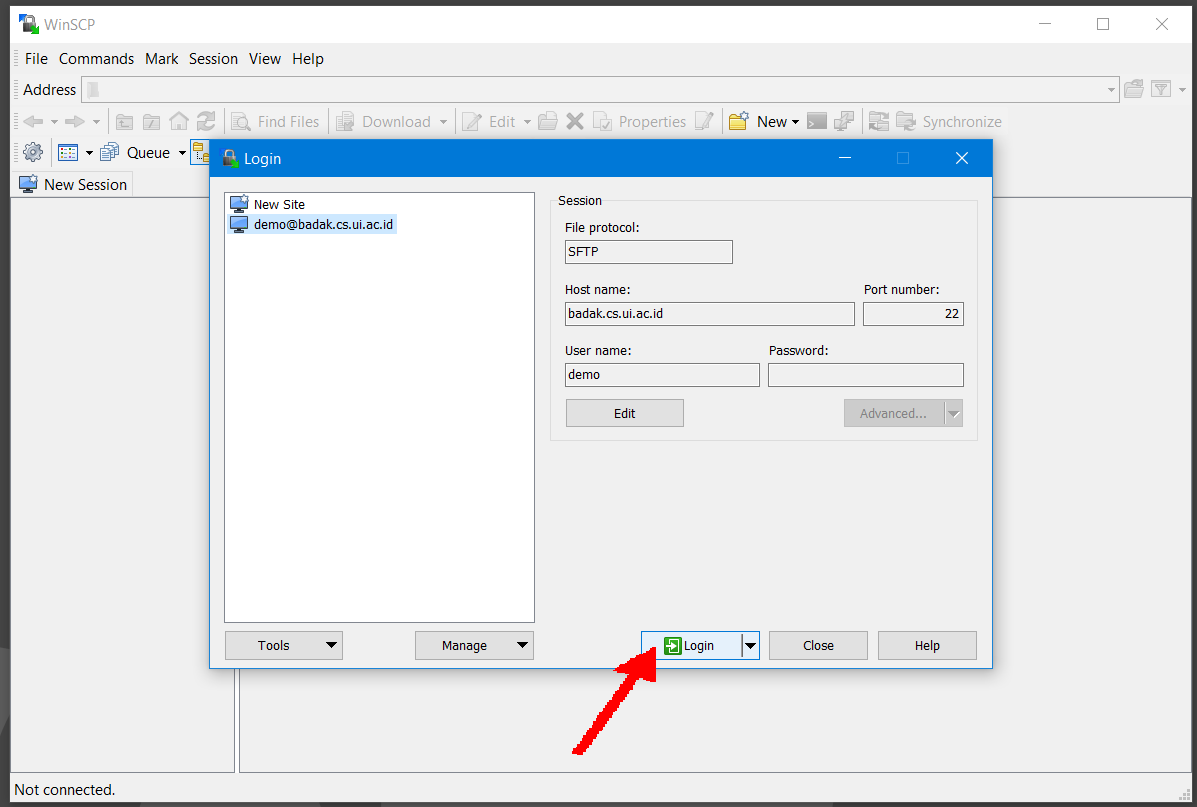 WinSCP
File Commands Mark Session View Help
Address
Find Files Download Edit Properties New Synchronize
Queue
New Session
Login
New Site
demo@badak.cs.ui.ac.id
Session
File protocol:
SFTP
Host name: Port number:
badak.cs.ui.ac.id 22
User name: Password:
demo
Edit Advanced...
Tools Manage Login Close Help
Not connected.